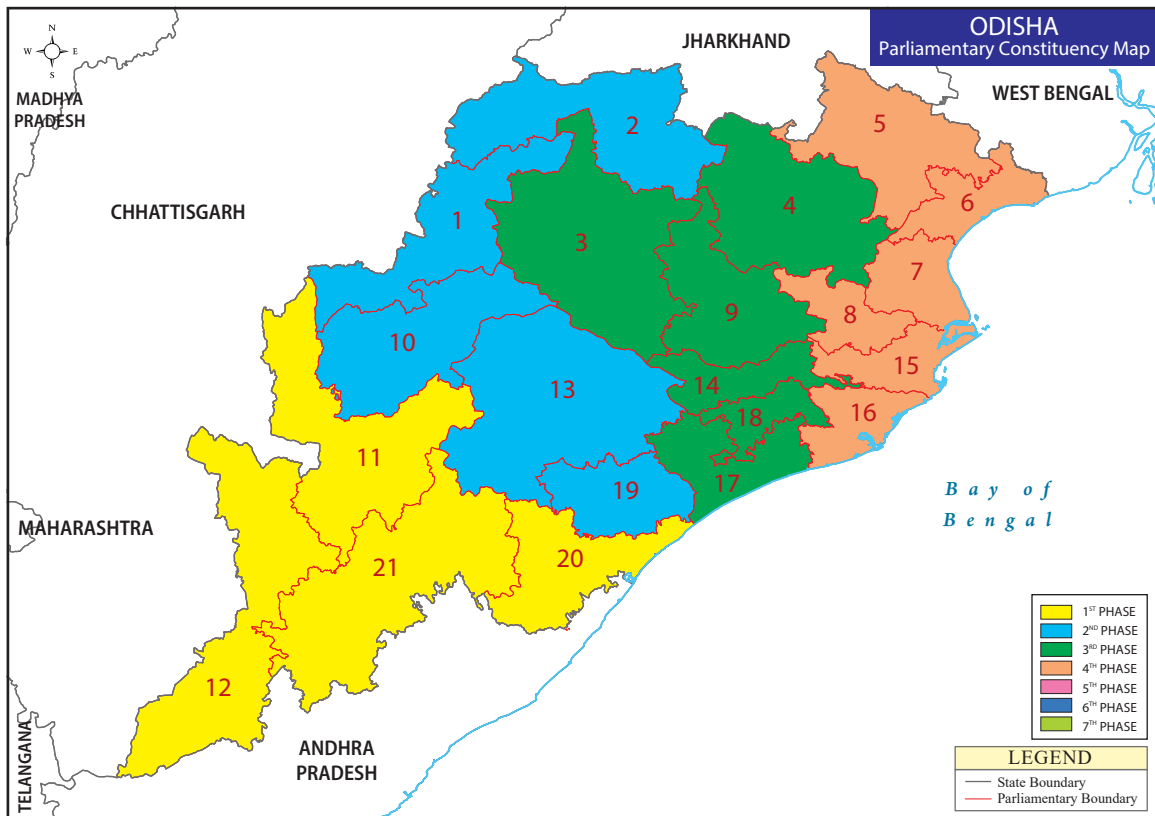 ODISHA
Parliamentary Constituency Map
N
W E
S
JHARKHAND
MADHYA
PRADESH
WEST BENGAL
CHHATTISGARH
2
5
1
4
6
3
7
9
8
10
15
13
14
18
16
11
17
19
MAHARASHTRA
Bay of
Bengal
20
21
12
1ST PHASE
2ND PHASE
3RD PHASE
4TH PHASE
5TH PHASE
6TH PHASE
7TH PHASE
TELANGANA
ANDHRA
PRADESH
LEGEND
State Boundary
Parliamentary Boundary